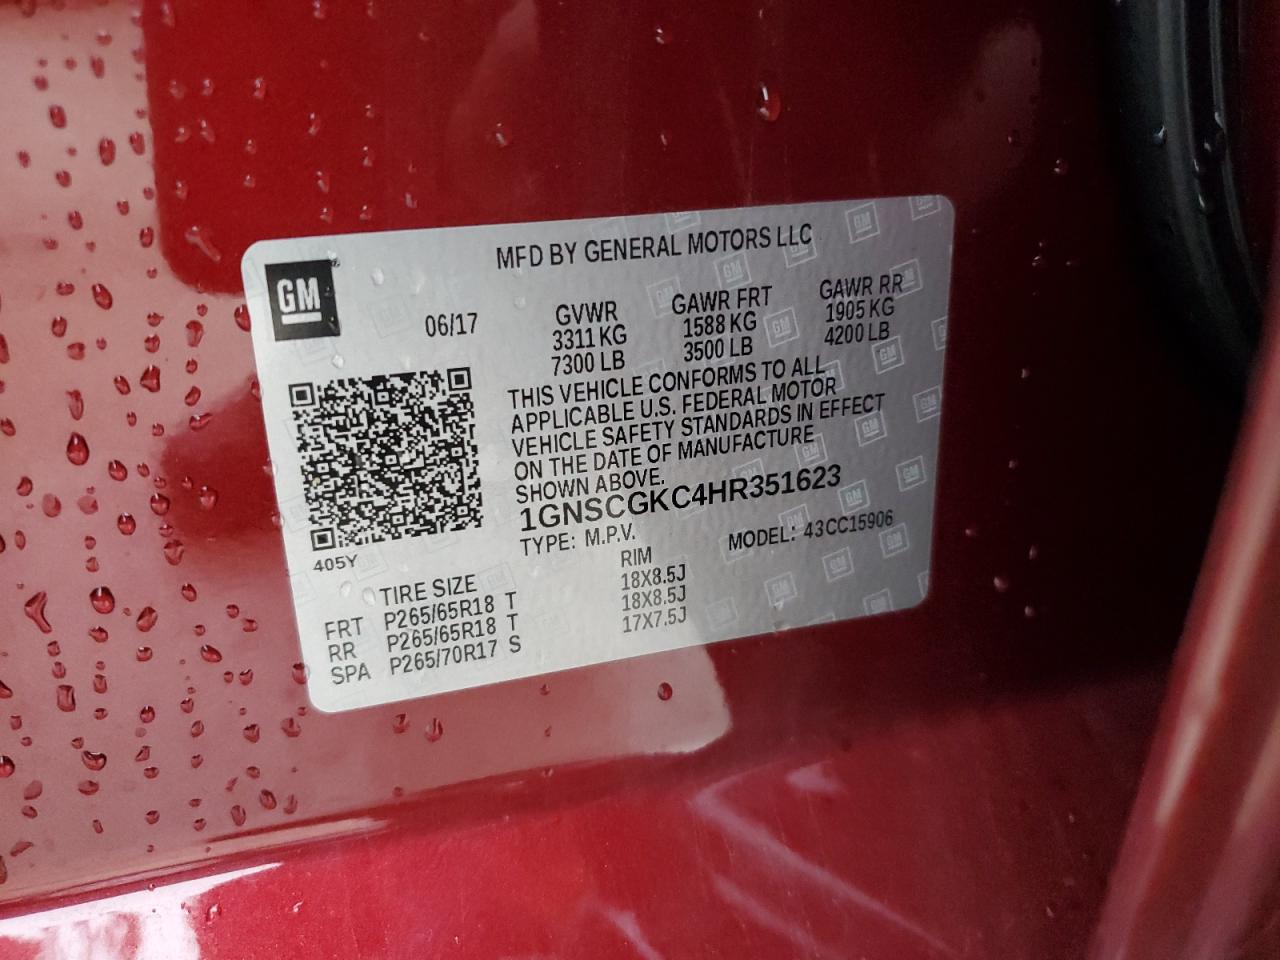 MFD BY GENERAL MOTORS LLC
GM
06/17
GVWR GAWR FRT GAWR RR
3311 KG 1588 KG 1905 KG
7300 LB 3500 LB 4200 LB
THIS VEHICLE CONFORMS TO ALL
APPLICABLE U.S. FEDERAL MOTOR
VEHICLE SAFETY STANDARDS IN EFFECT
ON THE DATE OF MANUFACTURE
SHOWN ABOVE.
1GNSCGKC4HR351623
TYPE: M.P.V. MODEL: 43CC15906
405Y
TIRE SIZE RIM
FRT P265/65R18 T 18X8.5J
RR P265/65R18 T 18X8.5J
SPA P265/70R17 S 17X7.5J